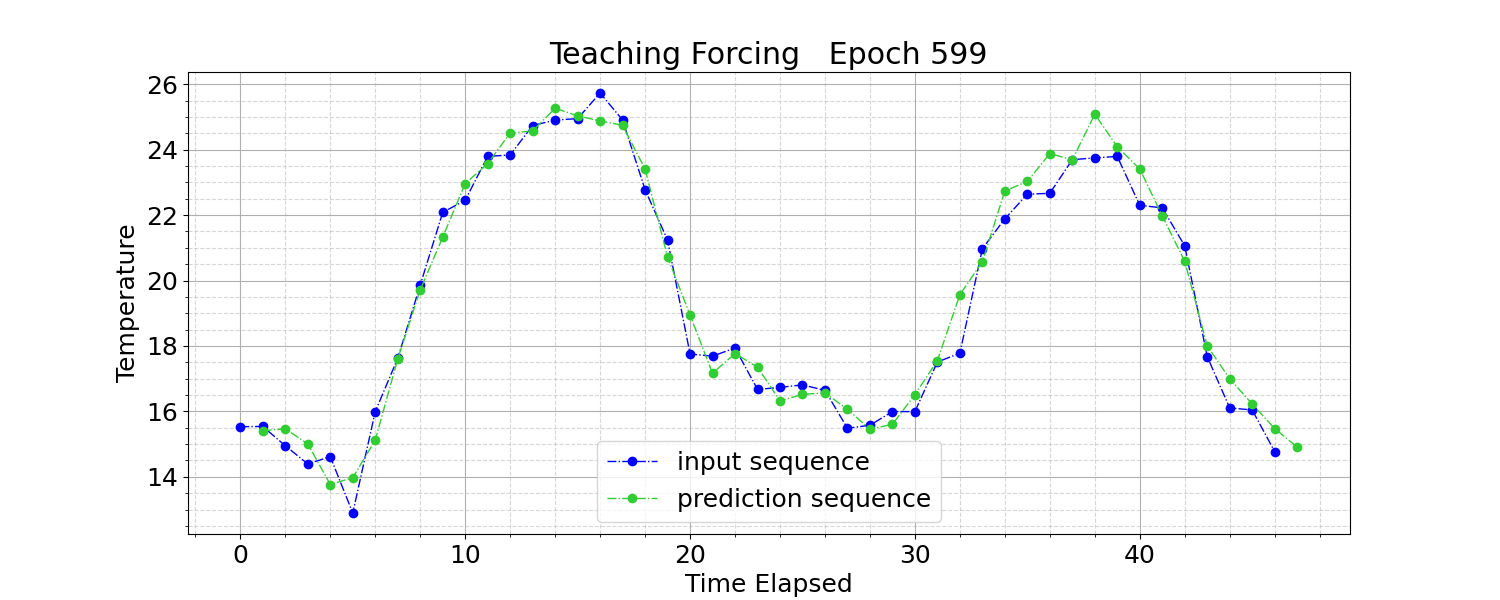 Teaching Forcing   Epoch 599
26
24
22
20
18
16
14
Temperature
input sequence
prediction sequence
0 10 20 30 40
Time Elapsed